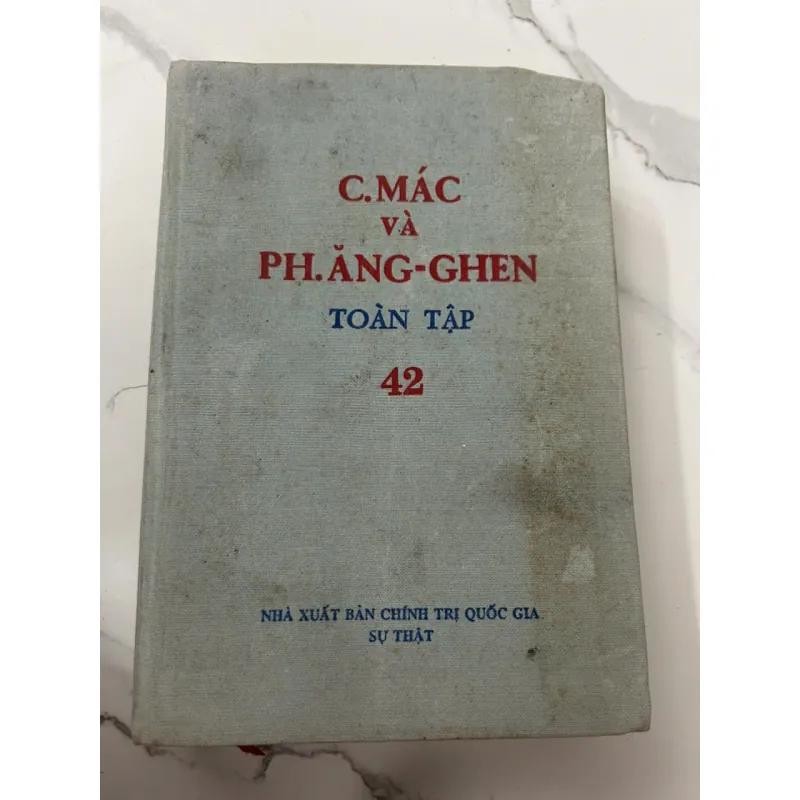 C.MÁC
VÀ
PH.ĂNG-GHEN
TOÀN TẬP
42
NHÀ XUẤT BẢN CHÍNH TRỊ QUỐC GIA
SỰ THẬT